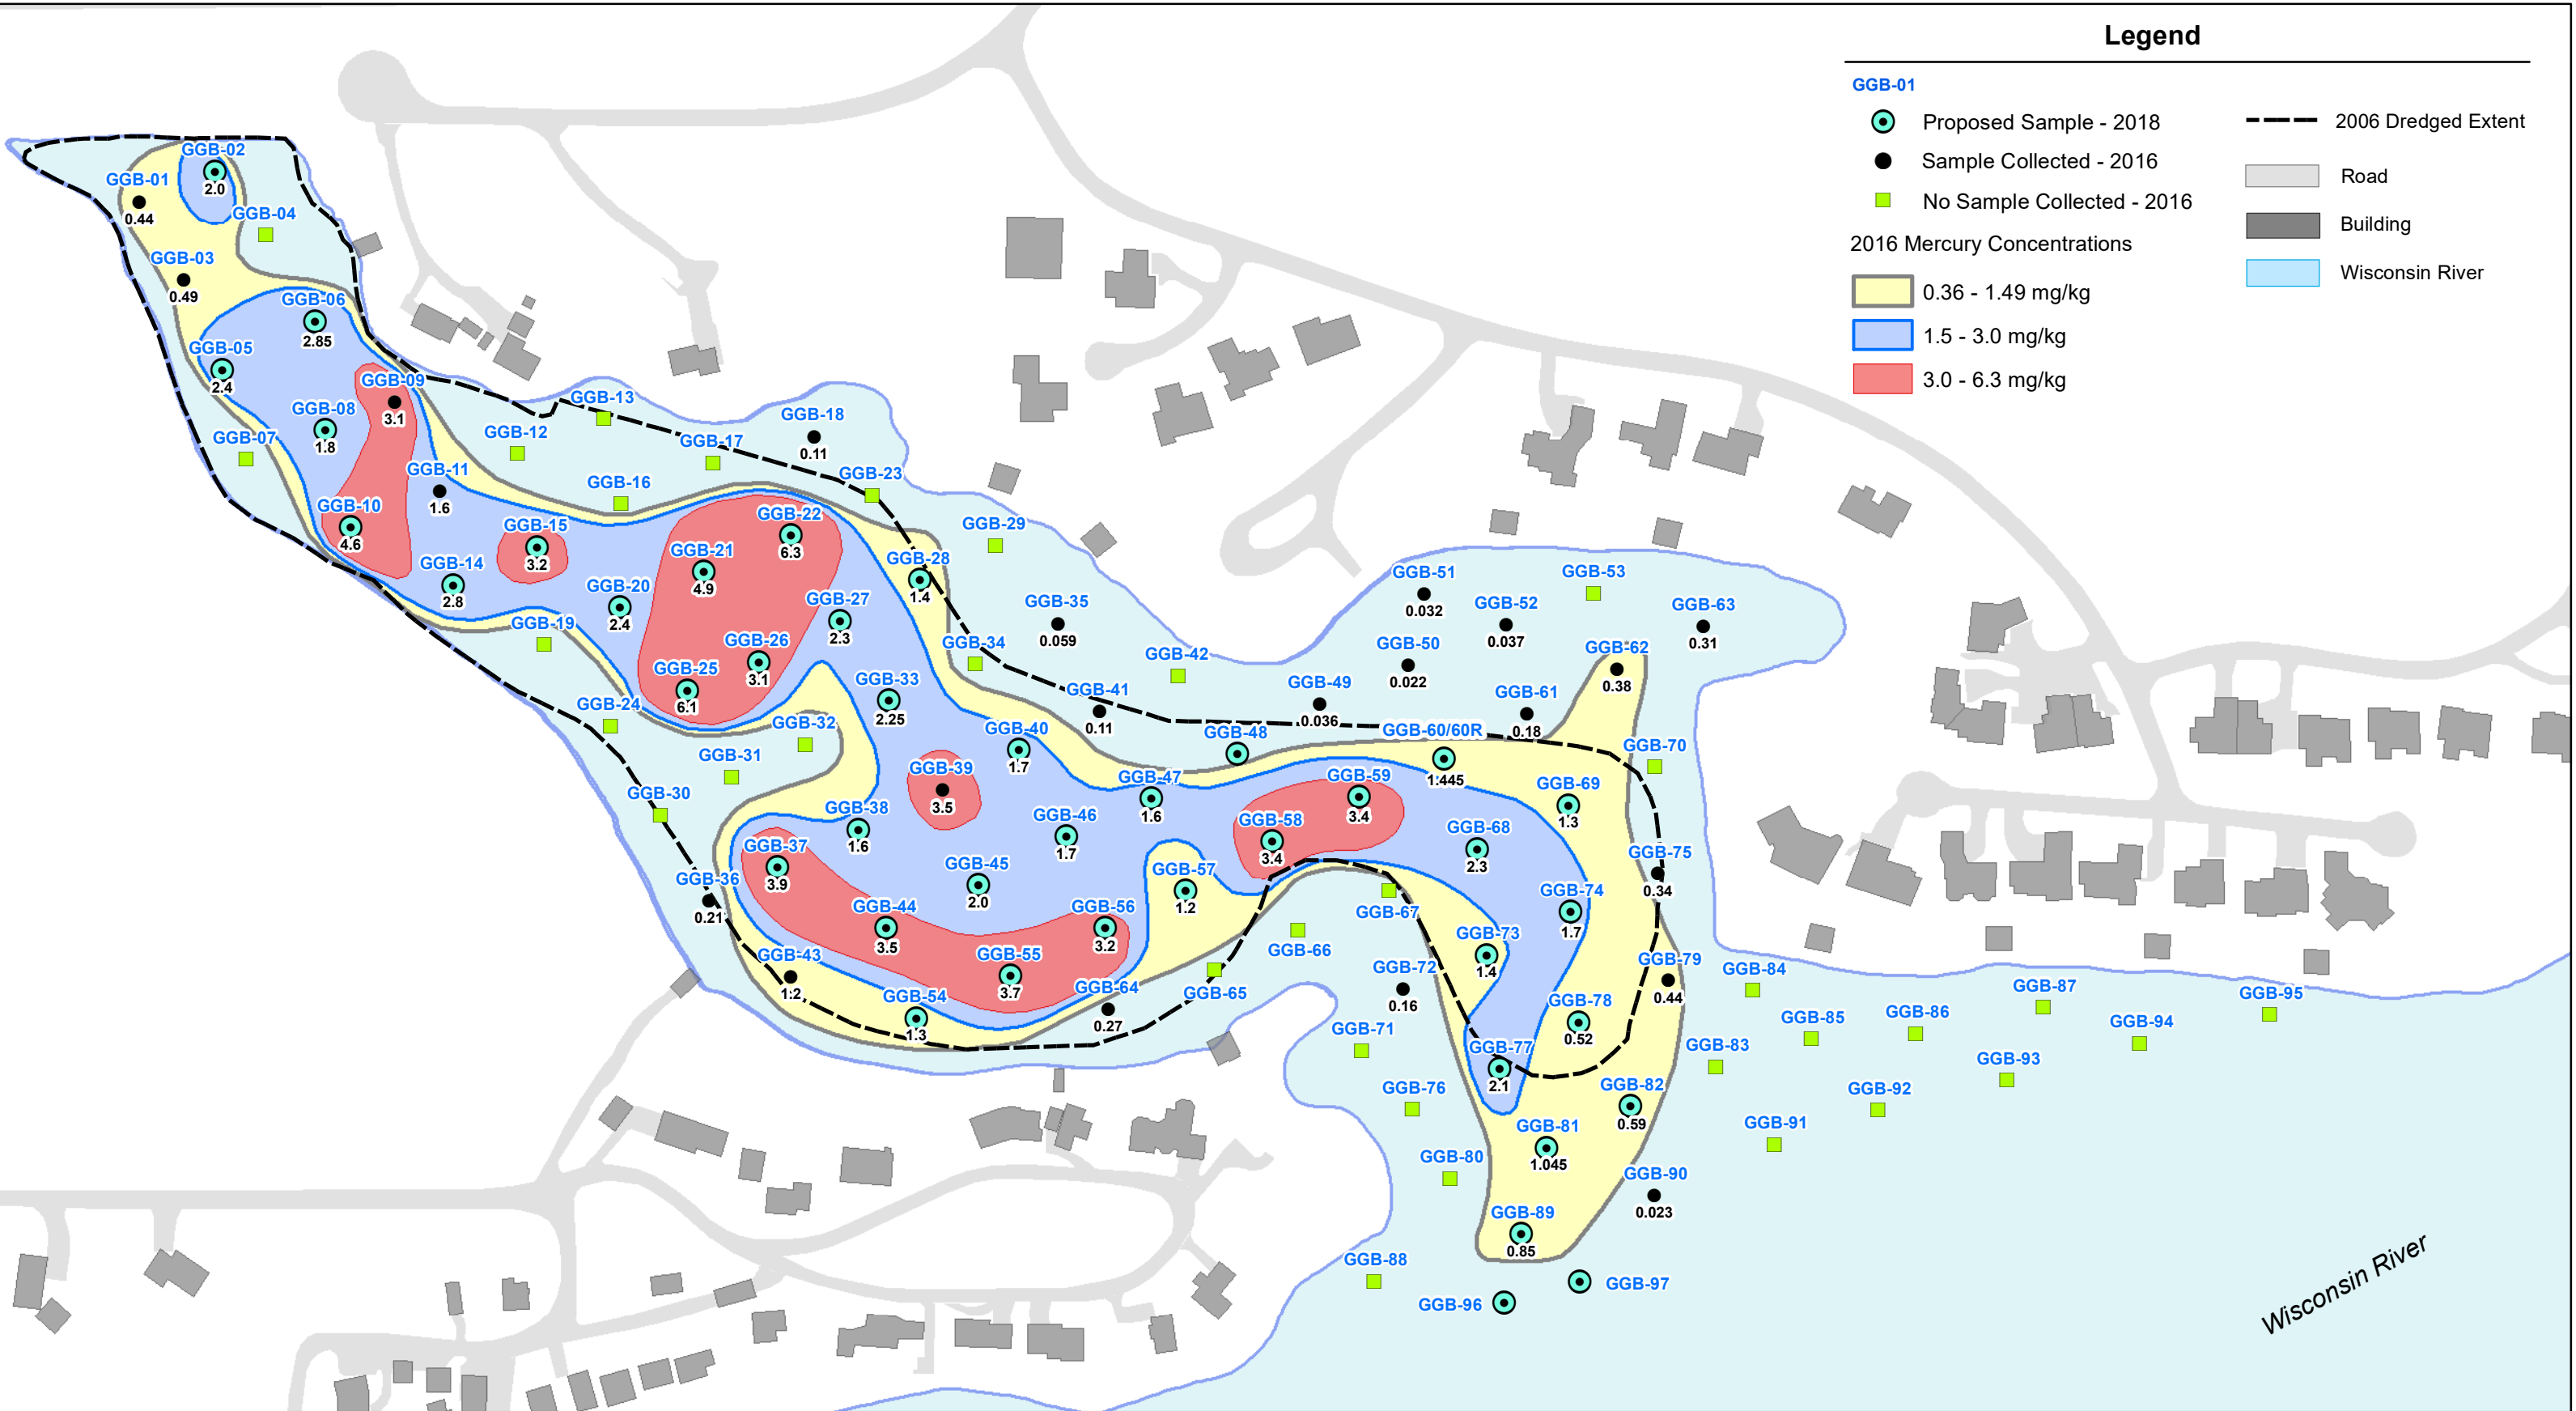 Legend
GGB-01
Proposed Sample - 2018
Sample Collected - 2016
No Sample Collected - 2016
2016 Mercury Concentrations
0.36 - 1.49 mg/kg
1.5 - 3.0 mg/kg
3.0 - 6.3 mg/kg
2006 Dredged Extent
Road
Building
Wisconsin River
GGB-01
0.44
GGB-02
2.0
GGB-03
0.49
GGB-04
GGB-05
2.4
GGB-06
2.85
GGB-07
GGB-08
1.8
GGB-09
3.1
GGB-10
4.6
GGB-11
1.6
GGB-12
GGB-13
GGB-14
2.8
GGB-15
3.2
GGB-16
GGB-17
GGB-18
0.11
GGB-19
GGB-20
2.4
GGB-21
4.9
GGB-22
6.3
GGB-23
GGB-24
GGB-25
6.1
GGB-26
3.1
GGB-27
2.3
GGB-28
1.4
GGB-29
GGB-30
GGB-31
GGB-32
GGB-33
2.25
GGB-34
GGB-35
0.059
GGB-36
0.21
GGB-37
3.9
GGB-38
1.6
GGB-39
3.5
GGB-40
1.7
GGB-41
0.11
GGB-42
GGB-43
1.2
GGB-44
3.5
GGB-45
2.0
GGB-46
1.7
GGB-47
1.6
GGB-48
GGB-49
0.036
GGB-50
0.022
GGB-51
0.032
GGB-52
0.037
GGB-53
GGB-54
1.3
GGB-55
3.7
GGB-56
3.2
GGB-57
1.2
GGB-58
3.4
GGB-59
3.4
GGB-60/60R
1.445
GGB-61
0.18
GGB-62
0.38
GGB-63
0.31
GGB-64
0.27
GGB-65
GGB-66
GGB-67
GGB-68
2.3
GGB-69
1.3
GGB-70
GGB-71
GGB-72
0.16
GGB-73
1.4
GGB-74
1.7
GGB-75
0.34
GGB-76
GGB-77
2.1
GGB-78
0.52
GGB-79
0.44
GGB-80
GGB-81
1.045
GGB-82
0.59
GGB-83
GGB-84
GGB-85
GGB-86
GGB-87
GGB-88
GGB-89
0.85
GGB-90
0.023
GGB-91
GGB-92
GGB-93
GGB-94
GGB-95
GGB-96
GGB-97
Wisconsin River